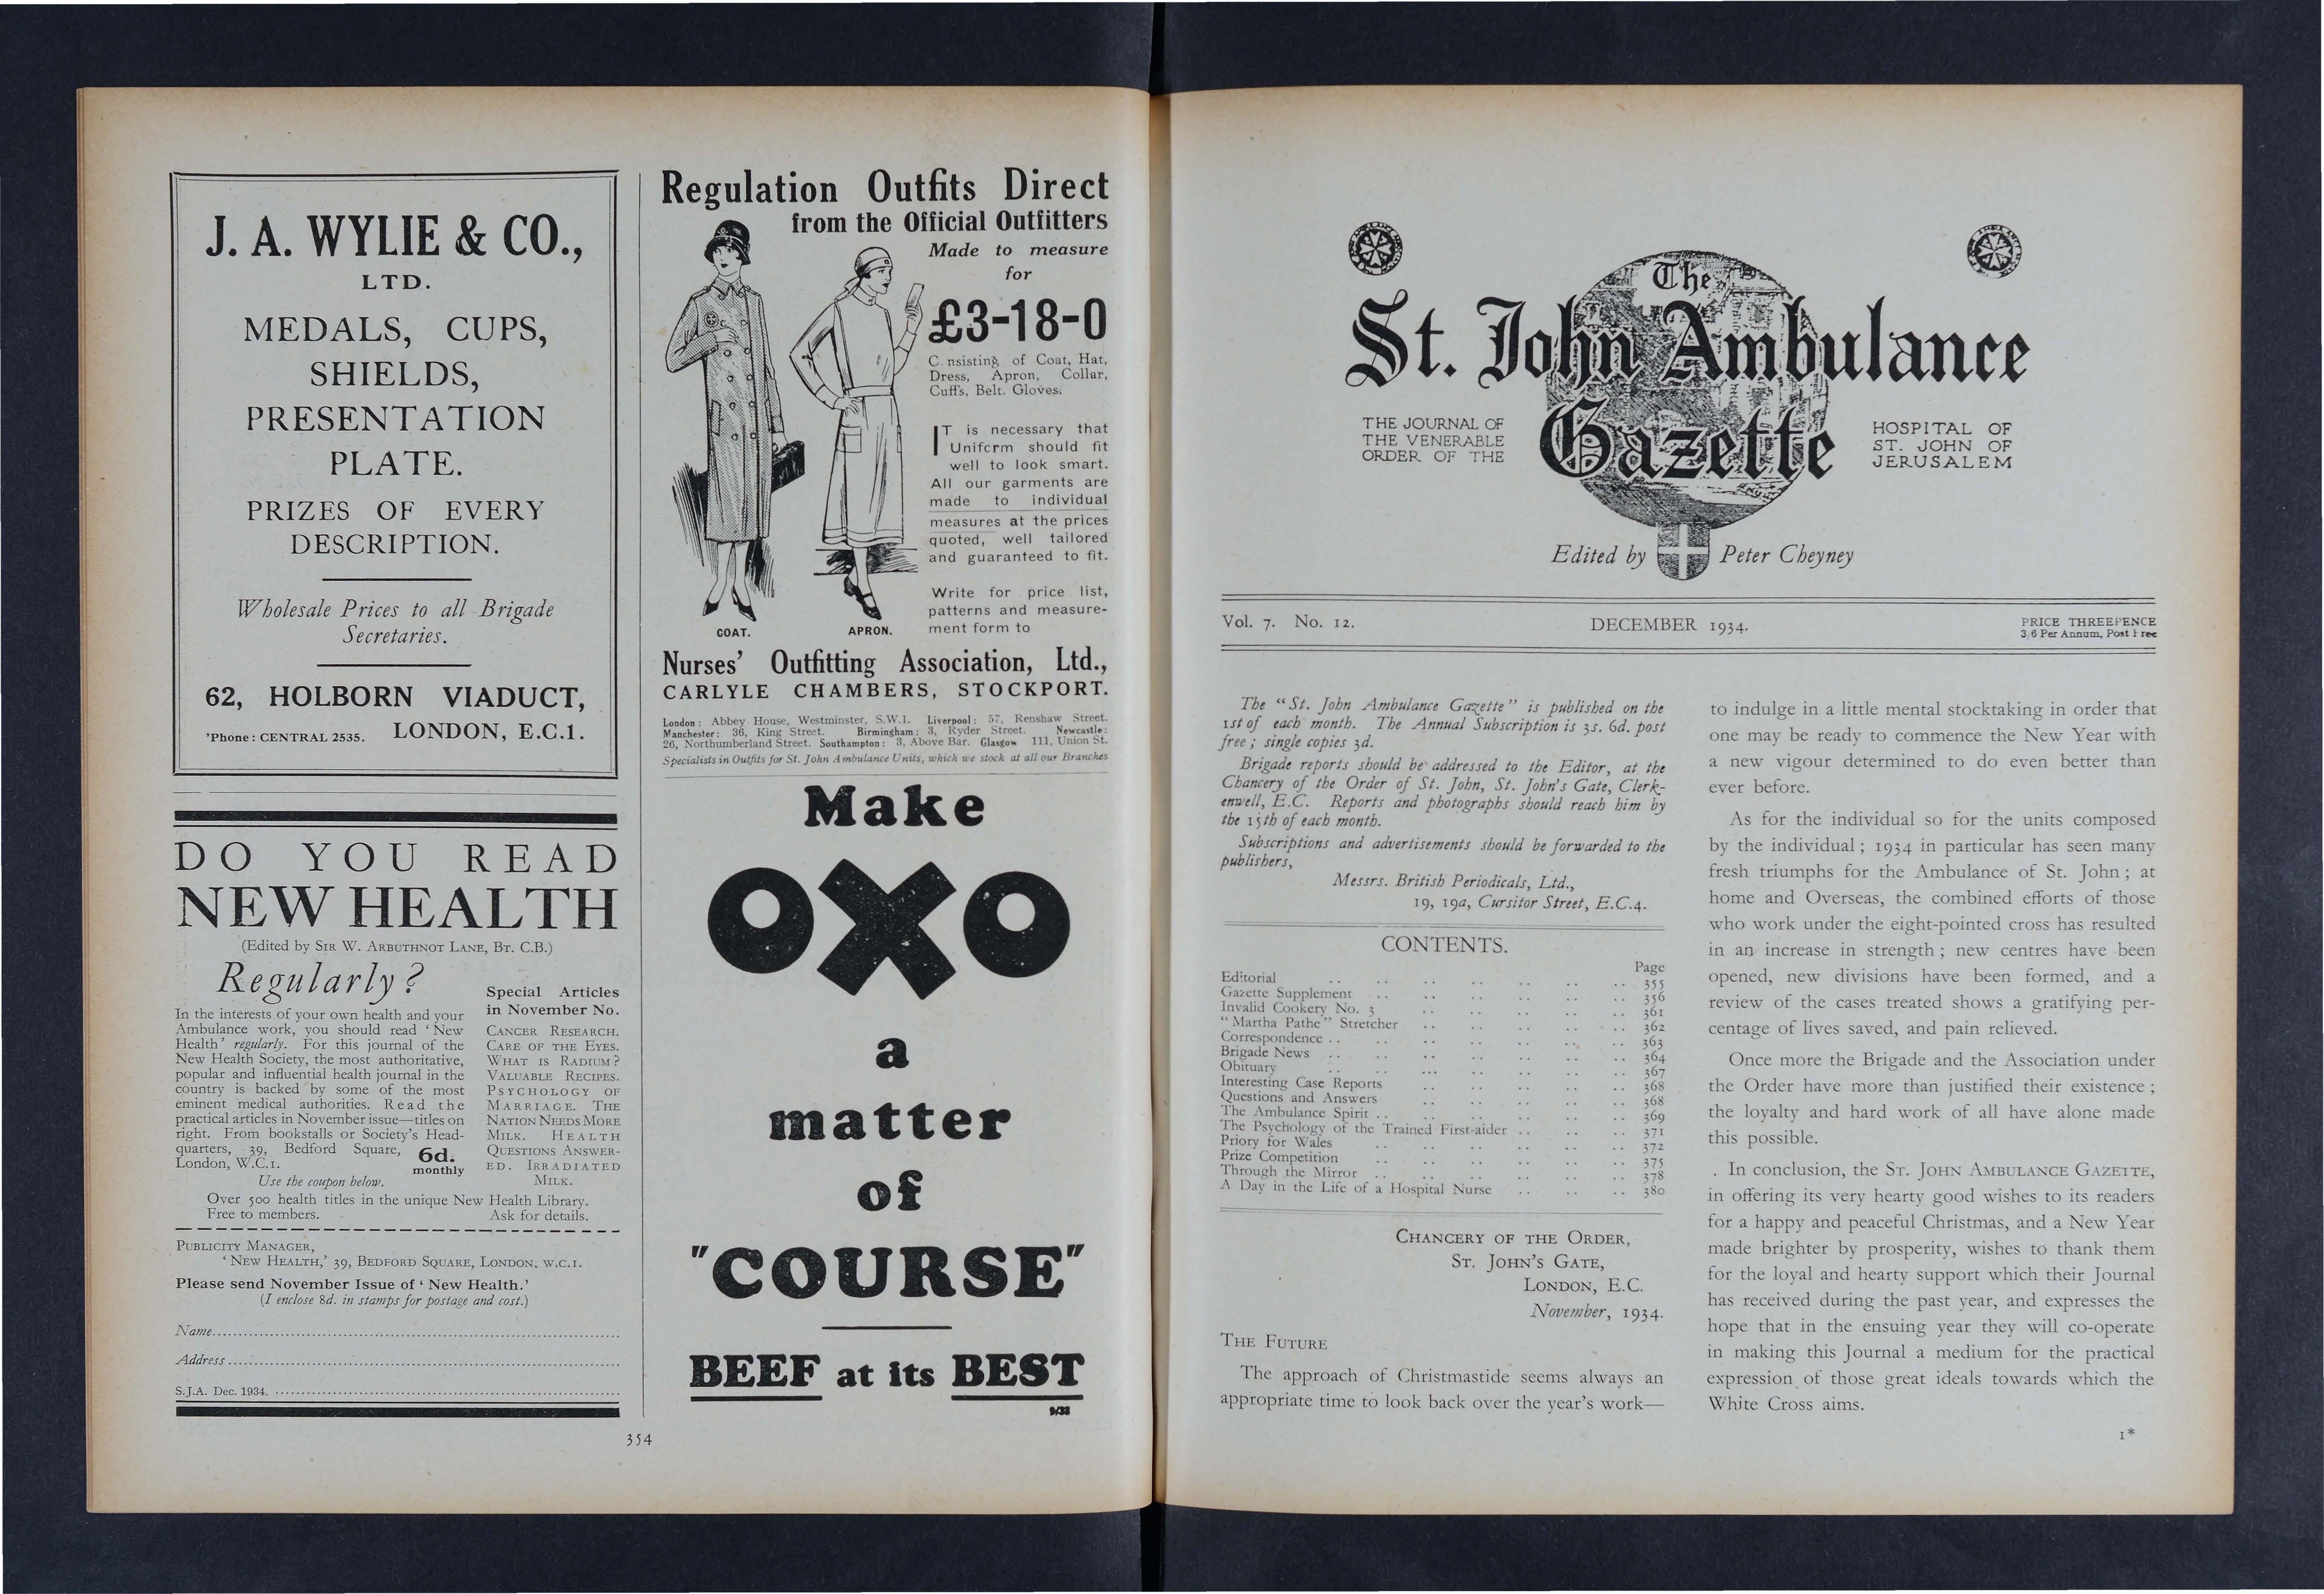 J. A. WYLIE & CO.,
LTD.
MEDALS, CUPS,
SHIELDS,
PRESENTATION
PLATE.
PRIZES OF EVERY
DESCRIPTION.
Wholesale Prices to all Brigade
Secretaries.
62, HOLBORN VIADUCT,
'Phone: CENTRAL 2535. LONDON, E.C.1.
DO YOU READ
NEW HEALTH
(Edited by SIR W. ARBUTHNOT LANE, BT. C.B.)
Regularly?
In the interests of your own health and your
Ambulance work, you should read 'New
Health' regularly. For this journal of the
New Health Society, the most authoritative,
popular and influential health journal in the
country is backed by some of the most
eminent medical authorities. Read the
practical articles in November issue—titles on
right. From bookstalls or Society's Head-
quarters, 39, Bedford Square,
London, W.C.1.
6d.
monthly
Use the coupon below.
Special Articles
in November No.
CANCER RESEARCH.
CARE OF THE EYES.
WHAT IS RADIUM?
VALUABLE RECIPES.
PSYCHOLOGY OF
MARRIAGE. THE
NATION NEEDS MORE
MILK. HEALTH
QUESTIONS ANSWER-
ED. IRRADIATED
MILK.
Over 500 health titles in the unique New Health Library.
Free to members. Ask for details.
PUBLICITY MANAGER,
'NEW HEALTH,' 39, BEDFORD SQUARE, LONDON, W.C.1.
Please send November Issue of 'New Health.'
(I enclose 8d. in stamps for postage and cost.)
Name
Address
S.J.A. Dec. 1934.
Regulation Outfits Direct
from the Official Outfitters
Made to measure
for
£3-18-0
C nsisting of Coat, Hat,
Dress, Apron, Collar,
Cuffs, Belt. Gloves.
IT is necessary that
Uniform should fit
well to look smart.
All our garments are
made to individual
measures at the prices
quoted, well tailored
and guaranteed to fit.
Write for price list,
patterns and measure-
ment form to
COAT. APRON.
Nurses' Outfitting Association, Ltd.,
CARLYLE CHAMBERS, STOCKPORT.
London: Abbey House, Westminster, S.W.1. Liverpool: 57, Renshaw Street.
Manchester: 36, King Street. Birmingham: 3, Ryder Street. Newcastle:
26, Northumberland Street. Southampton: 3, Above Bar. Glasgow 111, Union St.
Specialists in Outfits for St. John Ambulance Units, which we stock at all our Branches
Make
OXO
a
matter
of
"COURSE"
BEEF at its BEST
9/33
354
The
St. John Ambulance
Gazette
THE JOURNAL OF
THE VENERABLE
ORDER OF THE
HOSPITAL OF
ST. JOHN OF
JERUSALEM
Edited by Peter Cheyney
Vol. 7. No. 12. DECEMBER 1934. PRICE THREEPENCE
3/6 Per Annum, Post Free
The "St. John Ambulance Gazette" is published on the
1st of each month. The Annual Subscription is 3s. 6d. post
free; single copies 3d.
Brigade reports should be addressed to the Editor, at the
Chancery of the Order of St. John, St. John's Gate, Clerk-
enwell, E.C. Reports and photographs should reach him by
the 15th of each month.
Subscriptions and advertisements should be forwarded to the
publishers,
Messrs. British Periodicals, Ltd.,
19, 19a, Cursitor Street, E.C.4.
CONTENTS.
Page
Editorial .. 355
Gazette Supplement .. 356
Invalid Cookery No. 3 .. 361
"Martha Pathe" Stretcher .. 362
Correspondence .. 363
Brigade News .. 364
Obituary .. 367
Interesting Case Reports .. 368
Questions and Answers .. 368
The Ambulance Spirit .. 369
The Psychology of the Trained First-aider .. 371
Priory for Wales .. 372
Prize Competition .. 375
Through the Mirror .. 378
A Day in the Life of a Hospital Nurse .. 380
CHANCERY OF THE ORDER,
ST. JOHN'S GATE,
LONDON, E.C.
November, 1934.
THE FUTURE
The approach of Christmastide seems always an
appropriate time to look back over the year's work—
to indulge in a little mental stocktaking in order that
one may be ready to commence the New Year with
a new vigour determined to do even better than
ever before.
As for the individual so for the units composed
by the individual; 1934 in particular has seen many
fresh triumphs for the Ambulance of St. John; at
home and Overseas, the combined efforts of those
who work under the eight-pointed cross has resulted
in an increase in strength; new centres have been
opened, new divisions have been formed, and a
review of the cases treated shows a gratifying per-
centage of lives saved, and pain relieved.
Once more the Brigade and the Association under
the Order have more than justified their existence;
the loyalty and hard work of all have alone made
this possible.
In conclusion, the ST. JOHN AMBULANCE GAZETTE,
in offering its very hearty good wishes to its readers
for a happy and peaceful Christmas, and a New Year
made brighter by prosperity, wishes to thank them
for the loyal and hearty support which their Journal
has received during the past year, and expresses the
hope that in the ensuing year they will co-operate
in making this Journal a medium for the practical
expression of those great ideals towards which the
White Cross aims.
1*